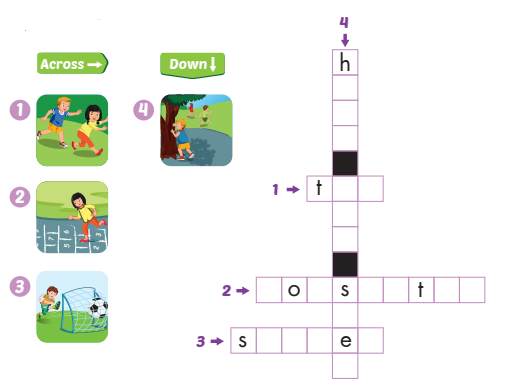 4
Across → Down ↓ h
1 4
1 → t
2
2 → o s t
3
3 → s e